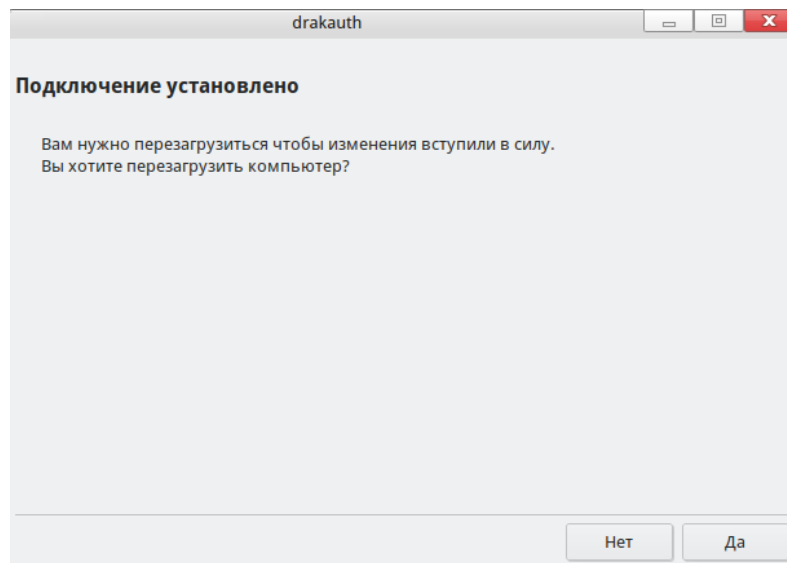 drakauth
Подключение установлено
Вам нужно перезагрузиться чтобы изменения вступили в силу.
Вы хотите перезагрузить компьютер?
Нет
Да